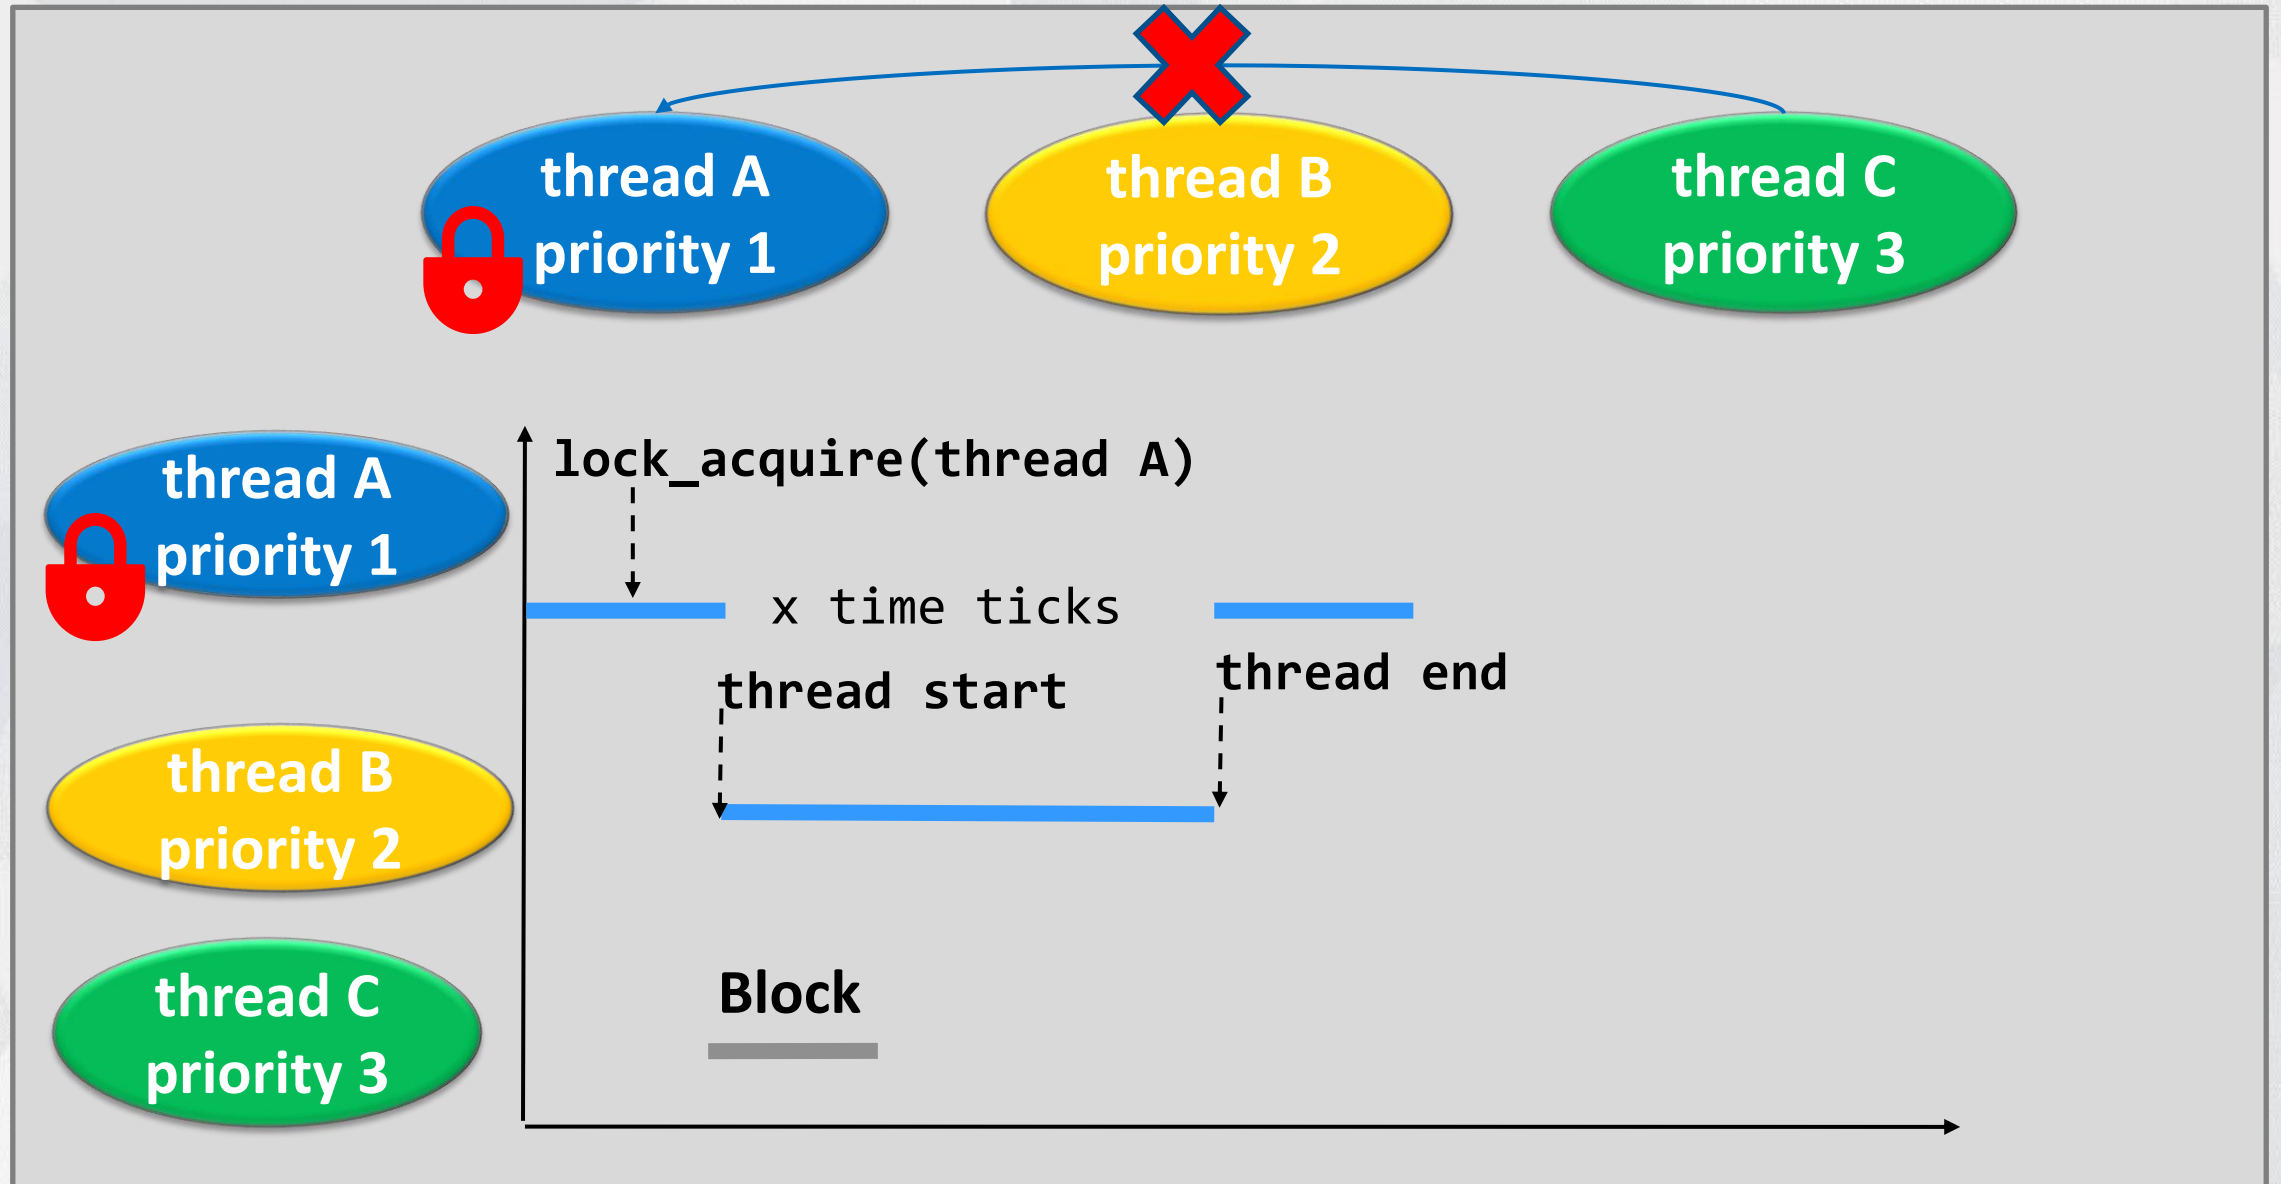 thread A
priority 1
thread B
priority 2
thread C
priority 3
lock_acquire(thread A)
thread A
priority 1
x time ticks
thread start
thread end
thread B
priority 2
Block
thread C
priority 3